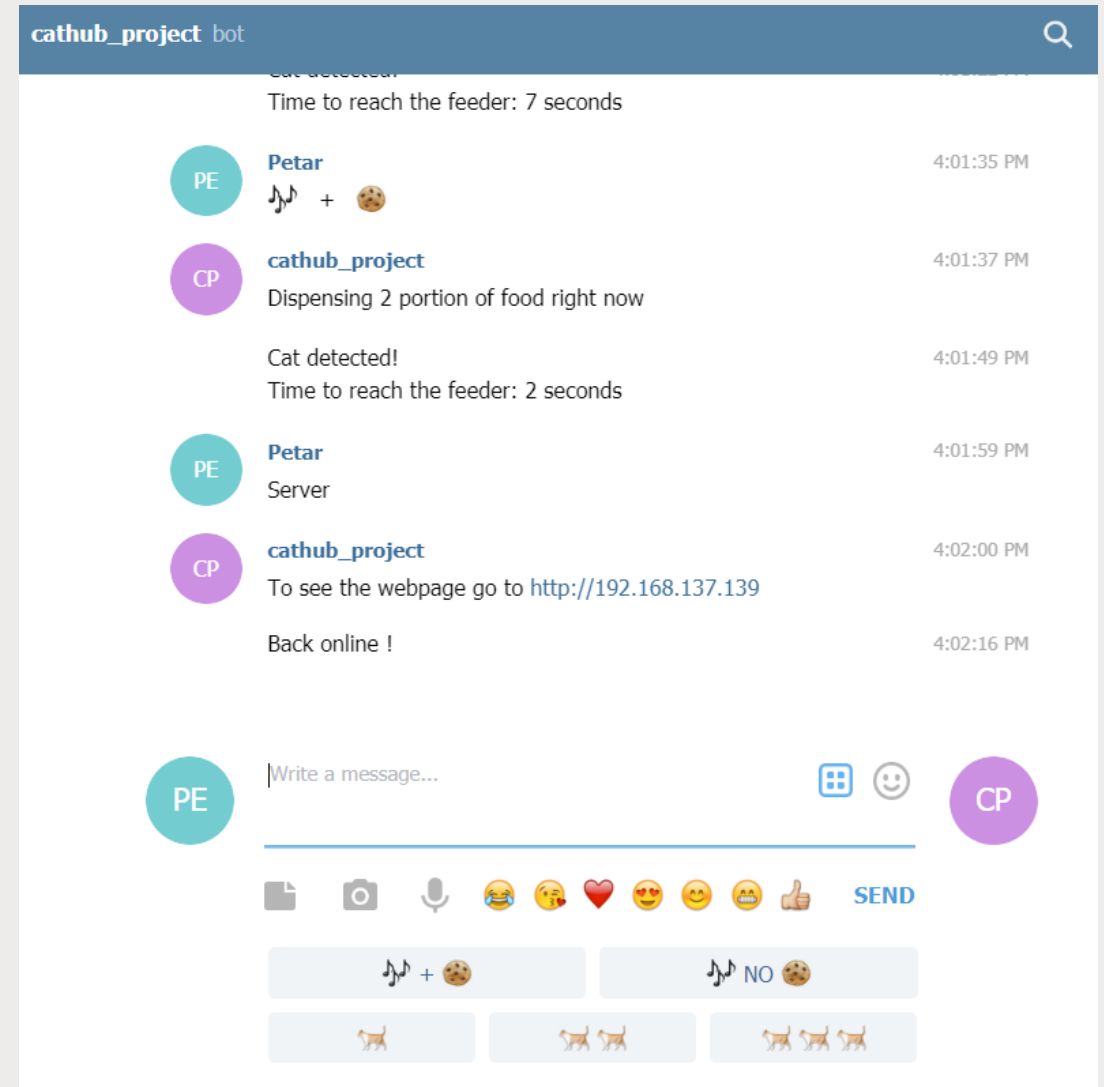 cathub_project bot
Cat detected!
Time to reach the feeder: 7 seconds
PE
Petar 4:01:35 PM
🎶 + 🍪
CP
cathub_project 4:01:37 PM
Dispensing 2 portion of food right now
Cat detected! 4:01:49 PM
Time to reach the feeder: 2 seconds
PE
Petar 4:01:59 PM
Server
CP
cathub_project 4:02:00 PM
To see the webpage go to http://192.168.137.139
Back online ! 4:02:16 PM
PE
Write a message...
CP
SEND
🎶 + 🍪
🎶 NO 🍪